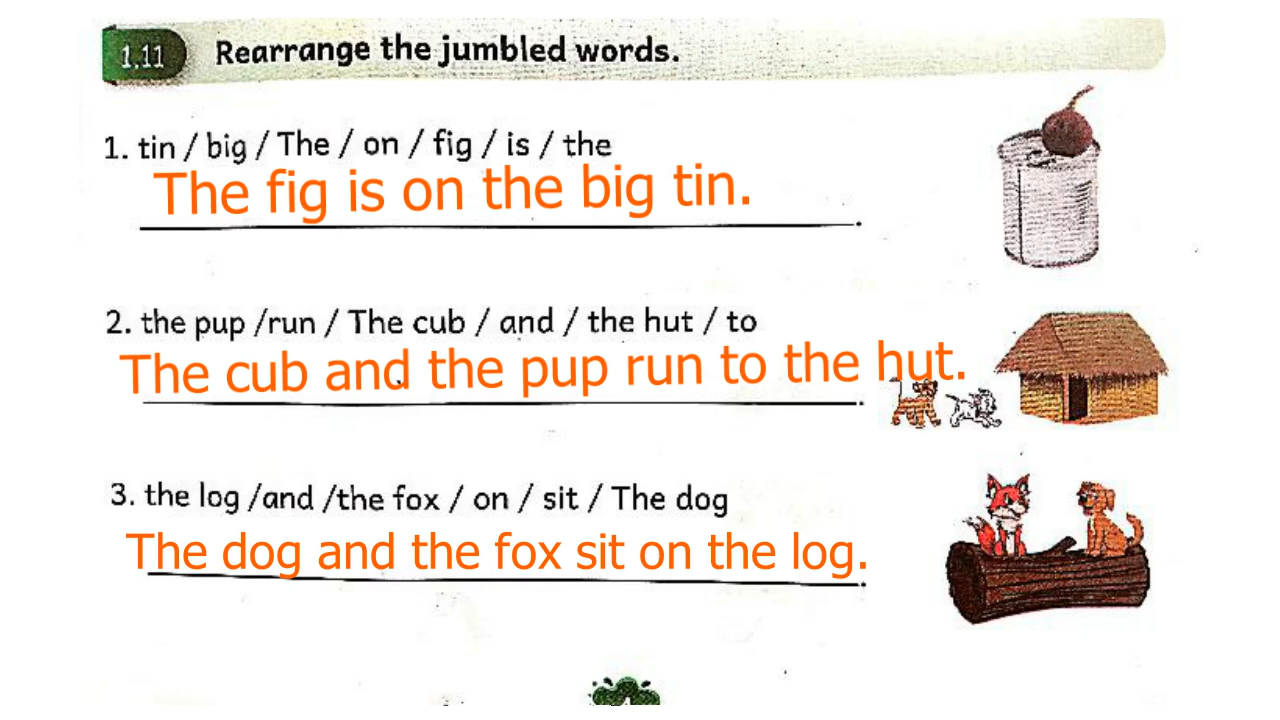 1.11 Rearrange the jumbled words.
1. tin / big / The / on / fig / is / the
The fig is on the big tin.
2. the pup /run / The cub / and / the hut / to
The cub and the pup run to the hut.
3. the log /and /the fox / on / sit / The dog
The dog and the fox sit on the log.